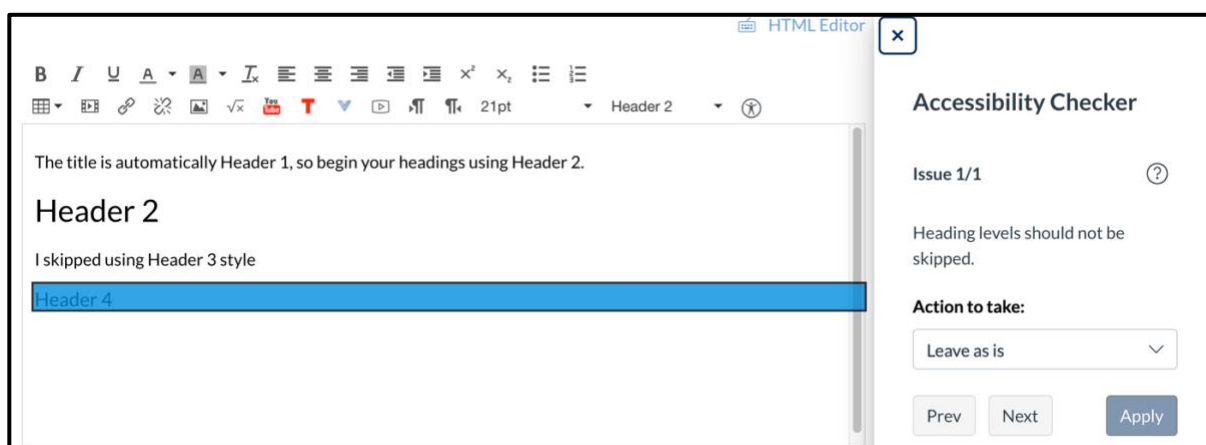 HTML Editor
B I U A A Tx x² x₂
√x You Tube T 21pt Header 2
The title is automatically Header 1, so begin your headings using Header 2.
Header 2
I skipped using Header 3 style
Header 4
Accessibility Checker
Issue 1/1 ?
Heading levels should not be
skipped.
Action to take:
Leave as is
Prev Next Apply